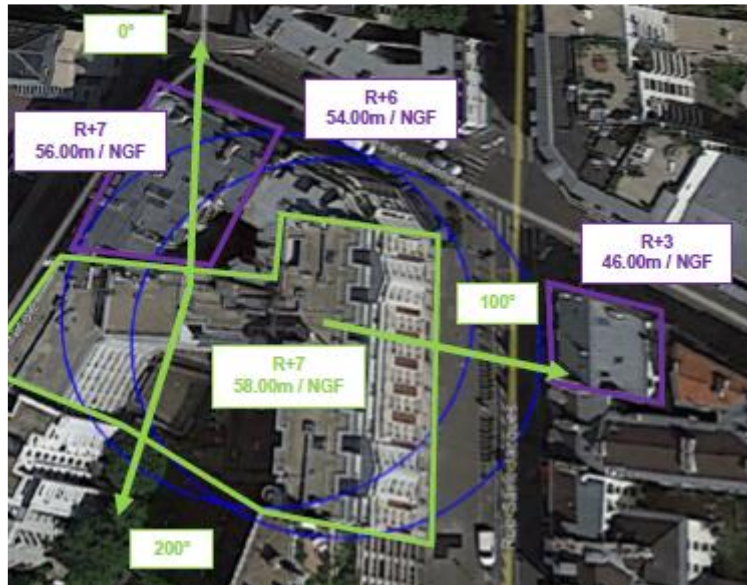 0°
R+6
54.00m / NGF
R+7
56.00m / NGF
R+3
46.00m / NGF
100°
R+7
58.00m / NGF
200°